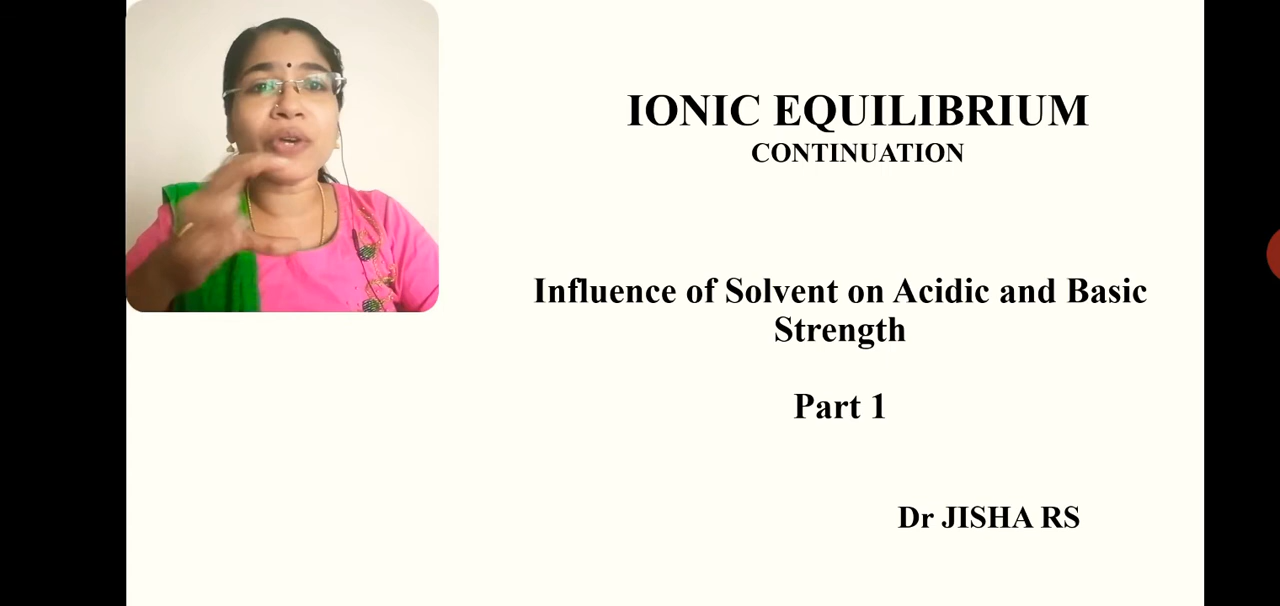 IONIC EQUILIBRIUM
CONTINUATION
Influence of Solvent on Acidic and Basic
Strength
Part 1
Dr JISHA RS